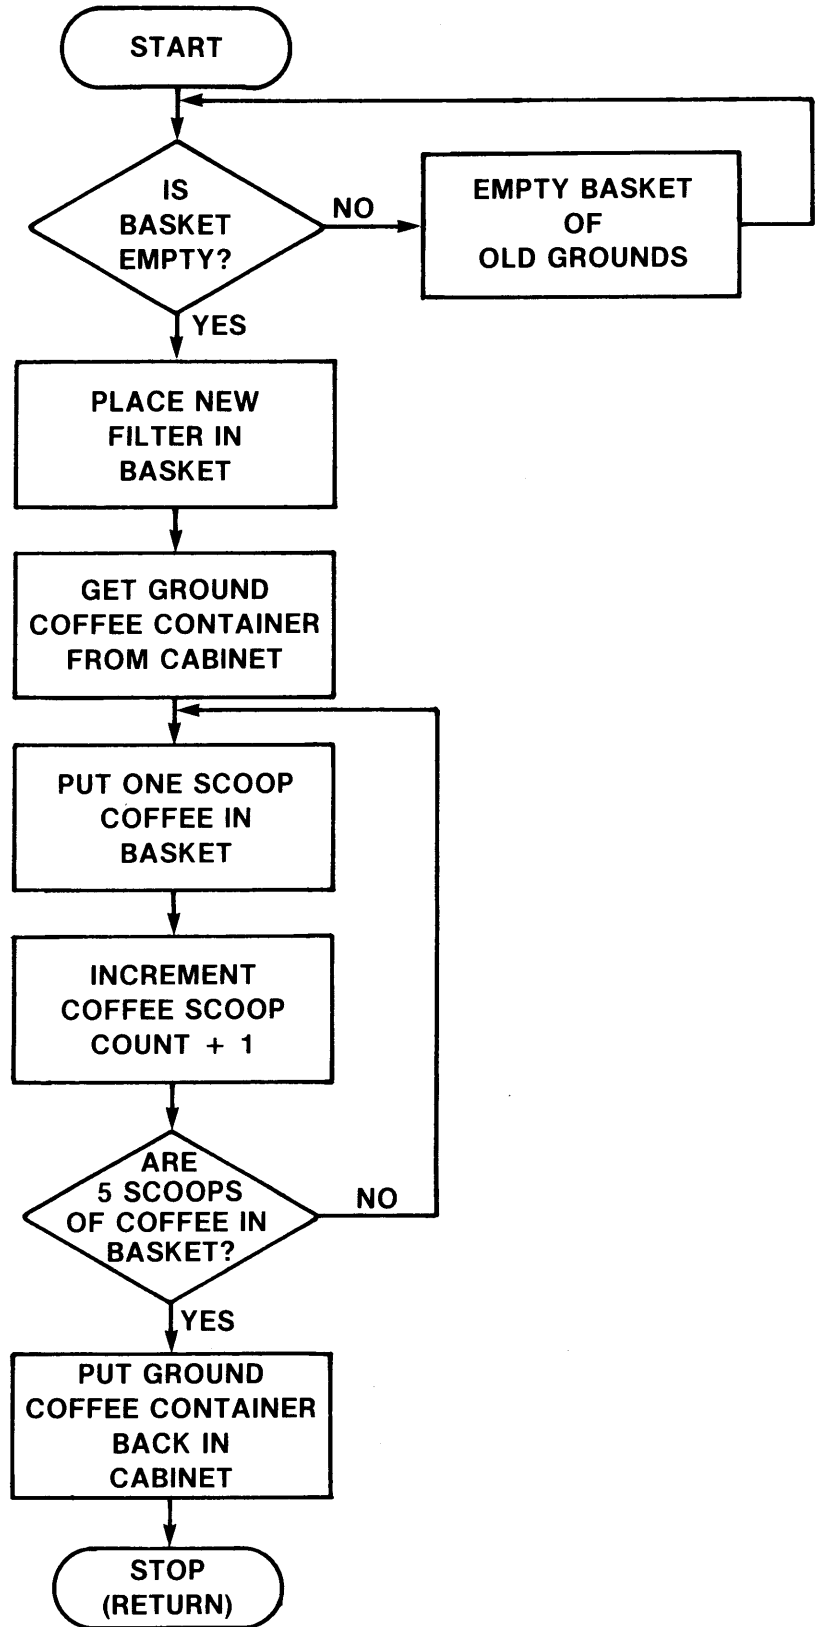 START
IS
BASKET
EMPTY?
NO
EMPTY BASKET
OF
OLD GROUNDS
YES
PLACE NEW
FILTER IN
BASKET
GET GROUND
COFFEE CONTAINER
FROM CABINET
PUT ONE SCOOP
COFFEE IN
BASKET
INCREMENT
COFFEE SCOOP
COUNT + 1
ARE
5 SCOOPS
OF COFFEE IN
BASKET?
NO
YES
PUT GROUND
COFFEE CONTAINER
BACK IN
CABINET
STOP
(RETURN)